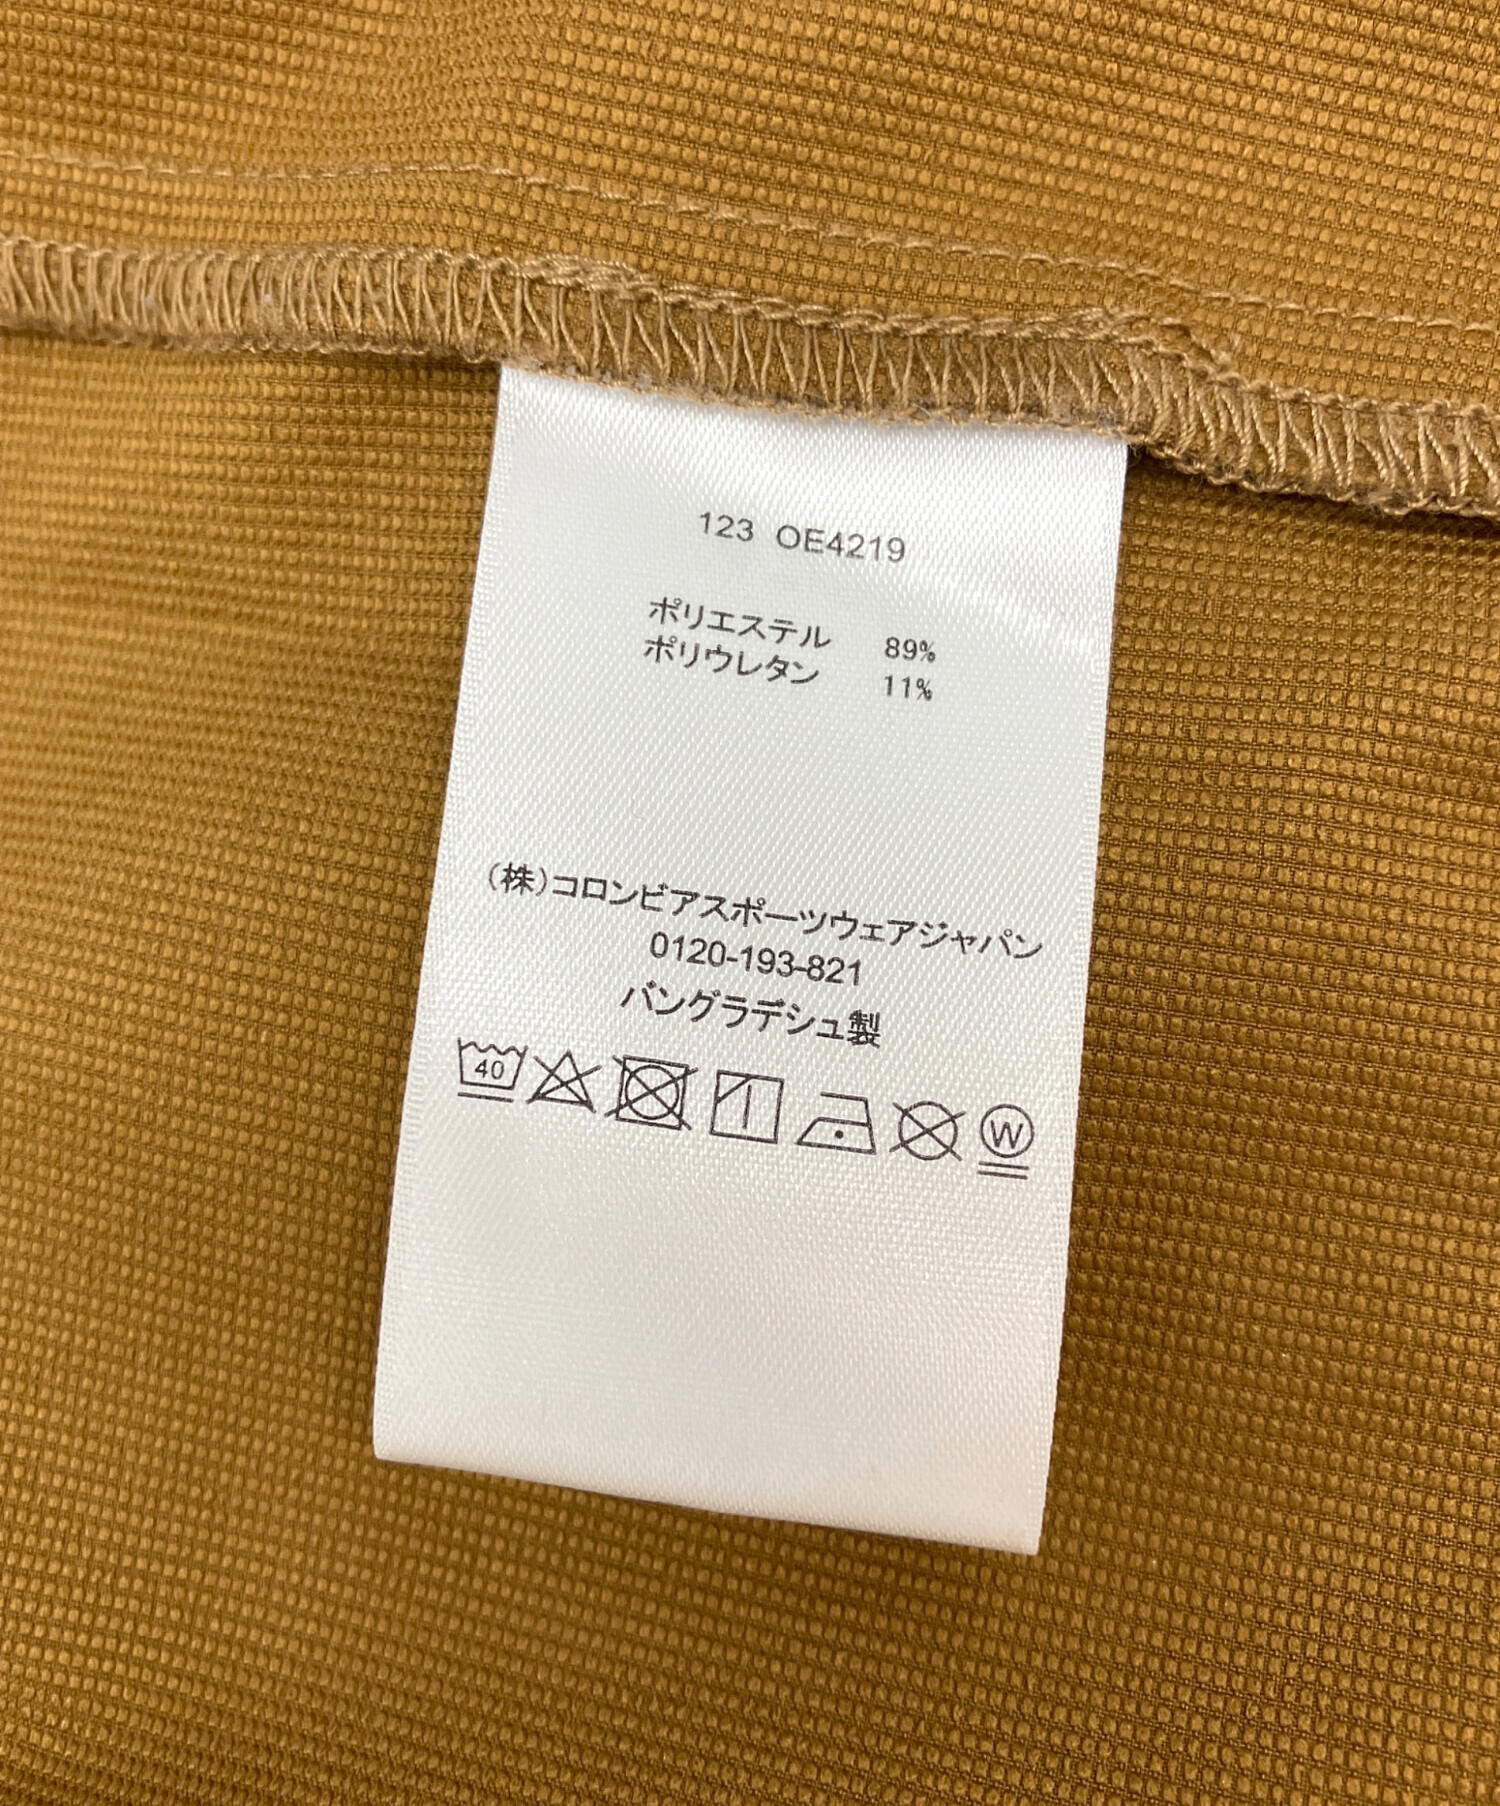 123 OE4219
ポリエステル 89%
ポリウレタン 11%
(株)コロンビアスポーツウェアジャパン
0120-193-821
バングラデシュ製
40 W